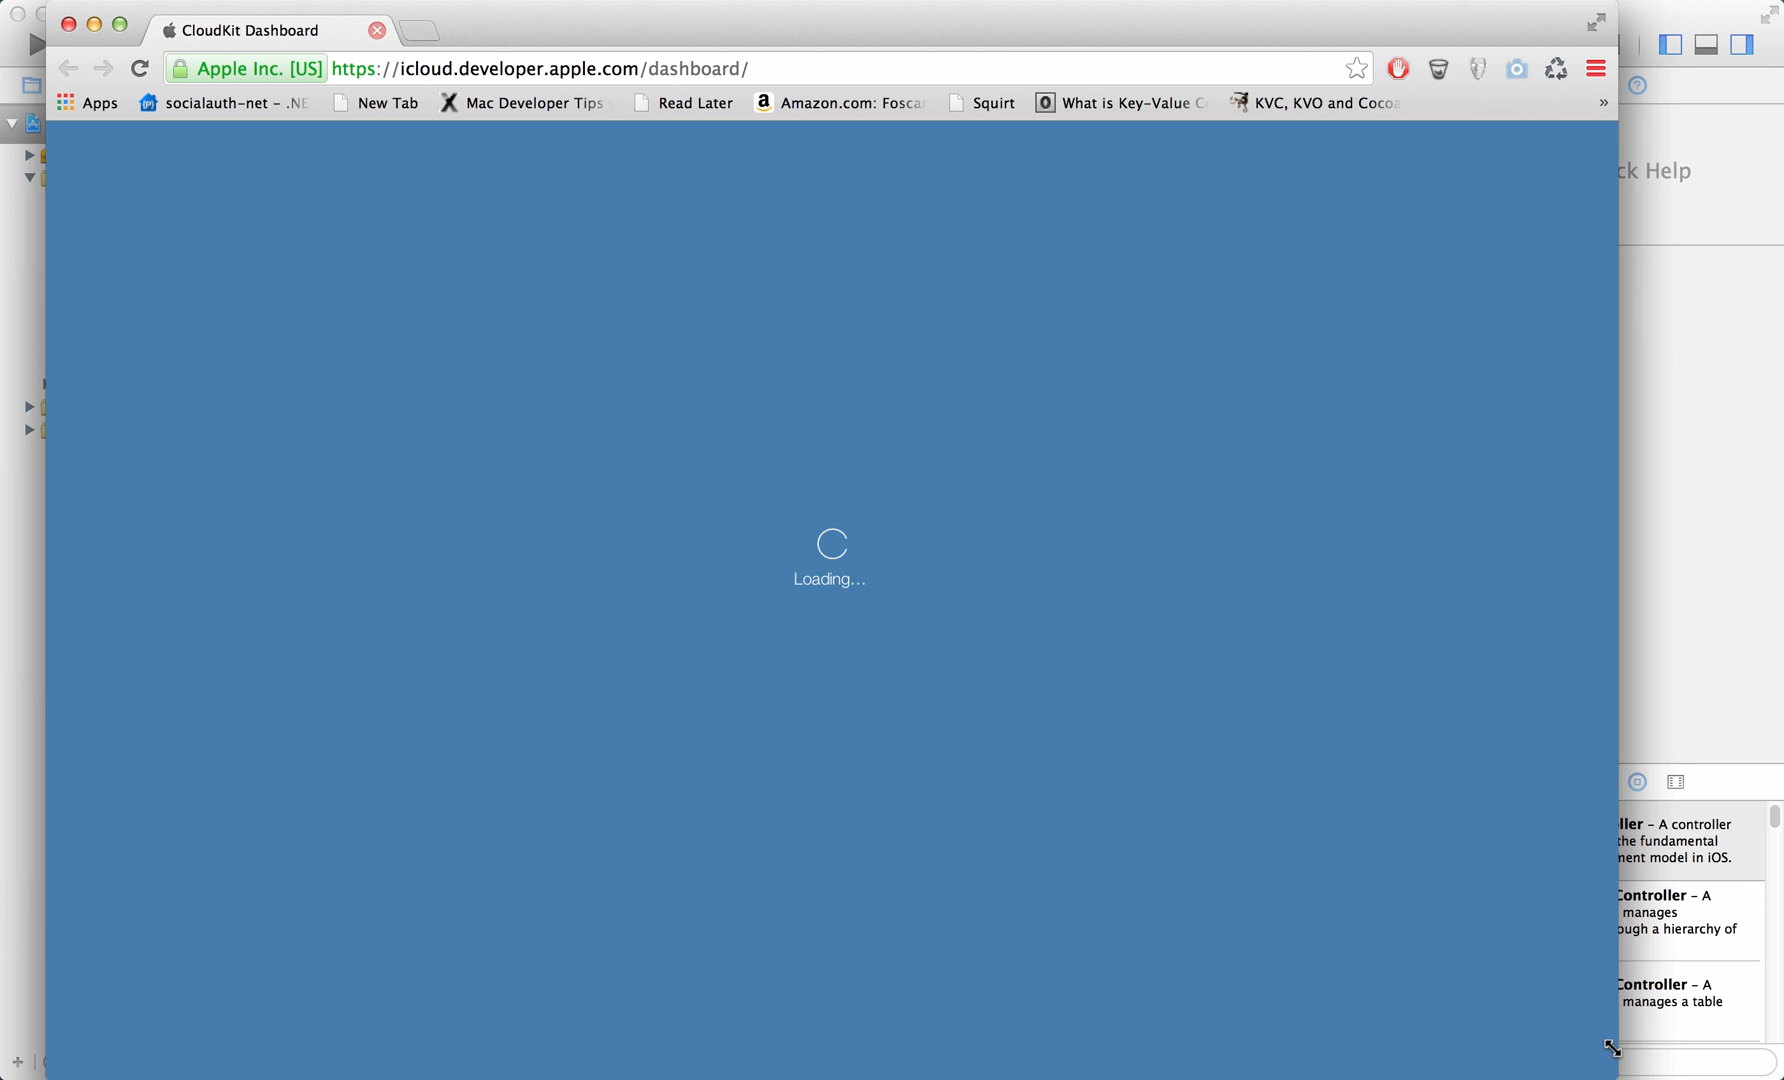 CloudKit Dashboard
Apple Inc. [US] https://icloud.developer.apple.com/dashboard/
Apps socialauth-net - .NE New Tab Mac Developer Tips Read Later Amazon.com: Foscar Squirt What is Key-Value Co KVC, KVO and Cocoa »
ck Help
Loading...
ller – A controller
the fundamental
ment model in iOS.
Controller – A
manages
ough a hierarchy of
Controller – A
manages a table